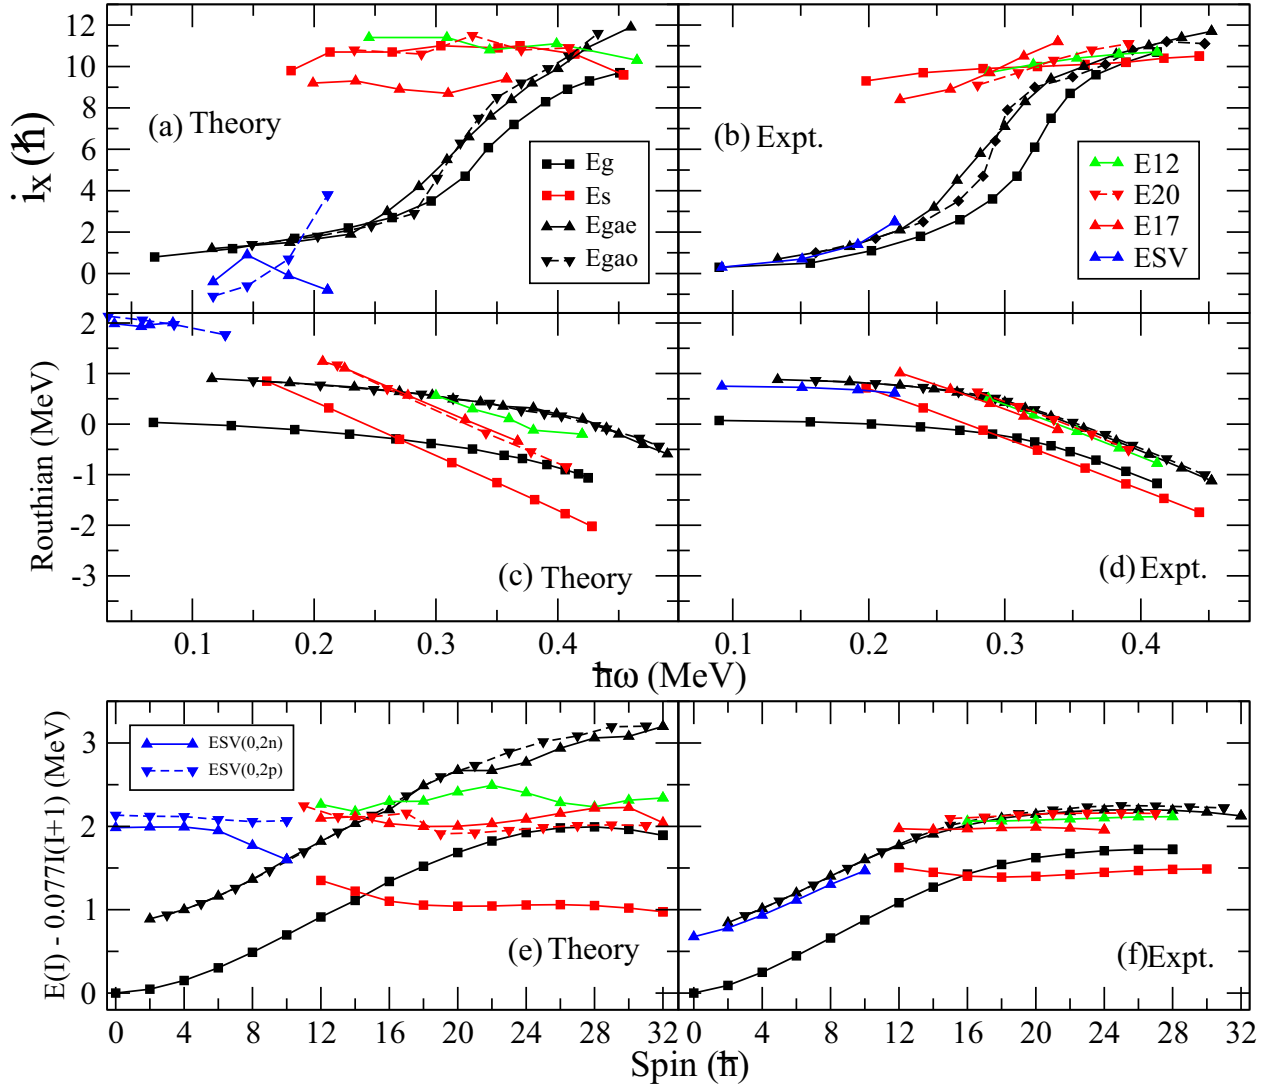 12
10
8
6
4
2
0
iₓ (ħ)
(a) Theory
Eg
Es
Egae
Egao
(b) Expt.
E12
E20
E17
ESV
2
1
0
-1
-2
-3
Routhian (MeV)
(c) Theory
(d) Expt.
0.1 0.2 0.3 0.4
0.1 0.2 0.3 0.4
ħω (MeV)
3
2
1
0
E(I) - 0.077I(I+1) (MeV)
ESV(0,2n)
ESV(0,2p)
(e) Theory
(f) Expt.
0 4 8 12 16 20 24 28 32
0 4 8 12 16 20 24 28 32
Spin (ħ)